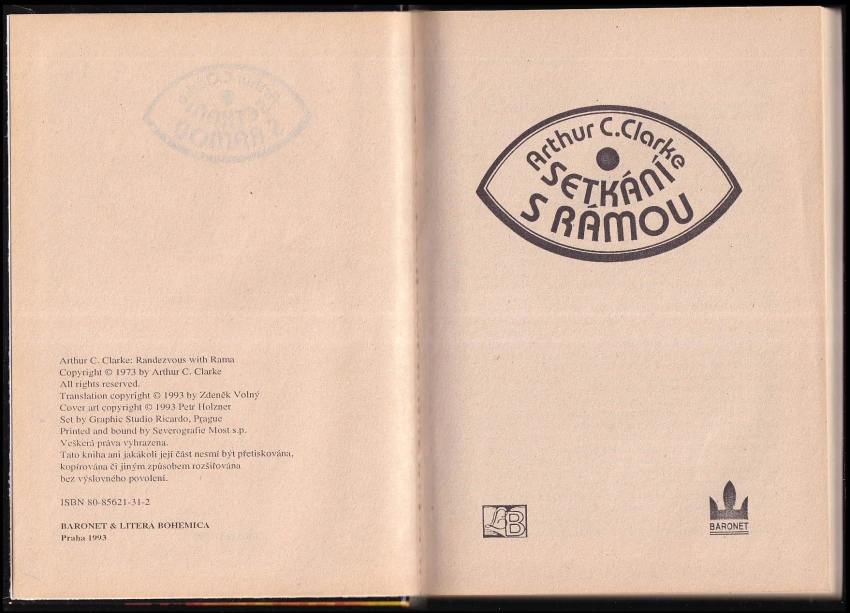 Arthur C. Clarke: Randezvous with Rama
Copyright © 1973 by Arthur C. Clarke
All rights reserved.
Translation copyright © 1993 by Zdeněk Volný
Cover art copyright © 1993 Petr Holzner
Set by Graphic Studio Ricardo, Prague
Printed and bound by Severografie Most s.p.
Veškerá práva vyhrazena.
Tato kniha ani jakákoli její část nesmí být přetiskována,
kopírována či jiným způsobem rozšiřována
bez výslovného povolení.
ISBN 80-85621-31-2
BARONET & LITERA BOHEMICA
Praha 1993
Arthur C. Clarke
SETKÁNÍ
S RÁMOU
LB
BARONET